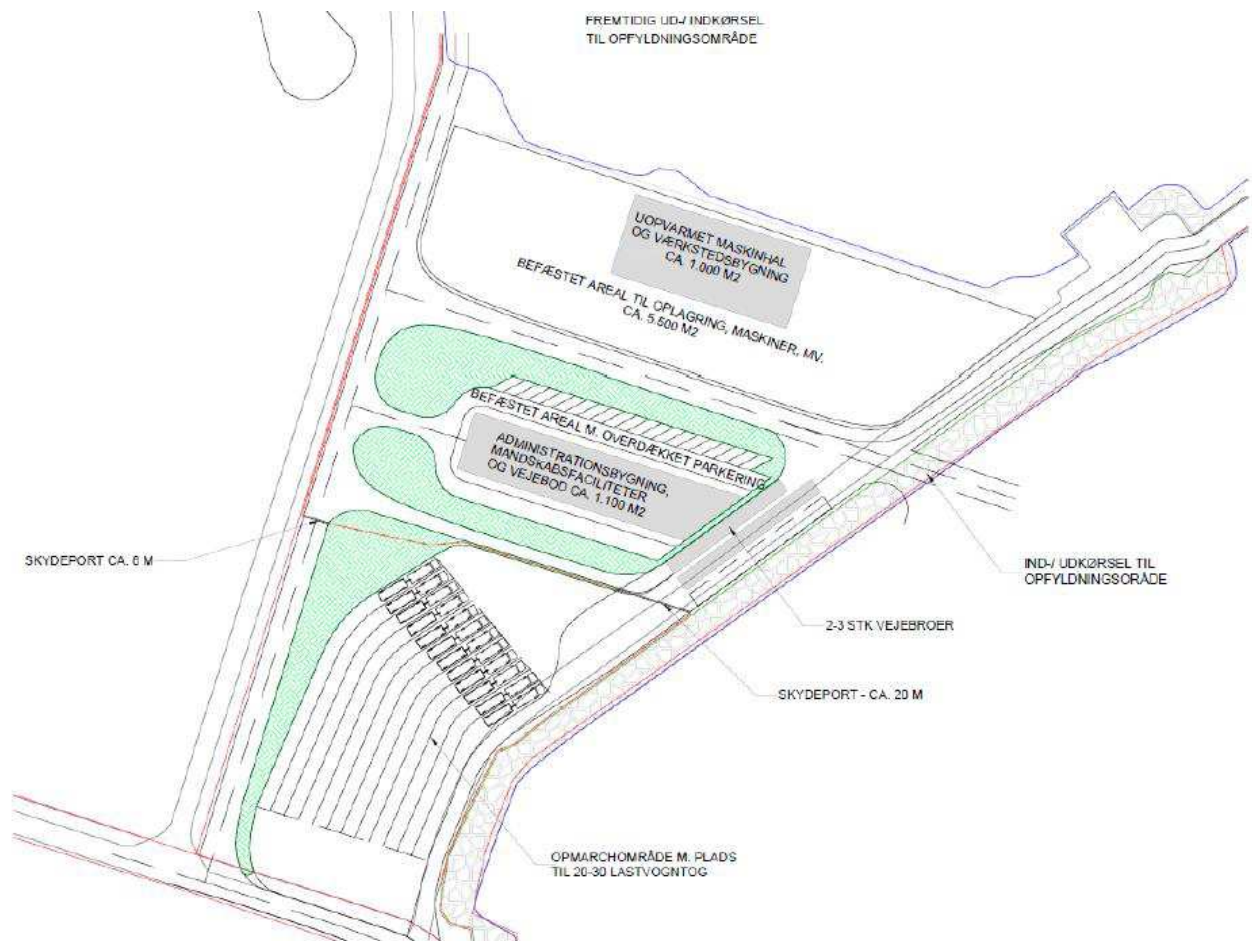 FREMTIDIG UD-/ INDKØRSEL
TIL OPFYLDNINGSOMRÅDE
UOPVARMET MASKINHAL
OG VÆRKSTEDSBYGNING
CA. 1.000 M2
BEFÆSTET AREAL TIL OPLAGRING, MASKINER, MV.
CA. 5.500 M2
BEFÆSTET AREAL M. OVERDÆKKET PARKERING
ADMINISTRATIONSBYGNING,
MANDSKABSFACILITETER
OG VEJEBOD CA. 1.100 M2
SKYDEPORT CA. 6 M
IND-/ UDKØRSEL TIL
OPFYLDNINGSORÅDE
2-3 STK VEJEBROER
SKYDEPORT - CA. 20 M
OPMARCHOMRÅDE M. PLADS
TIL 20-30 LASTVOGNTOG